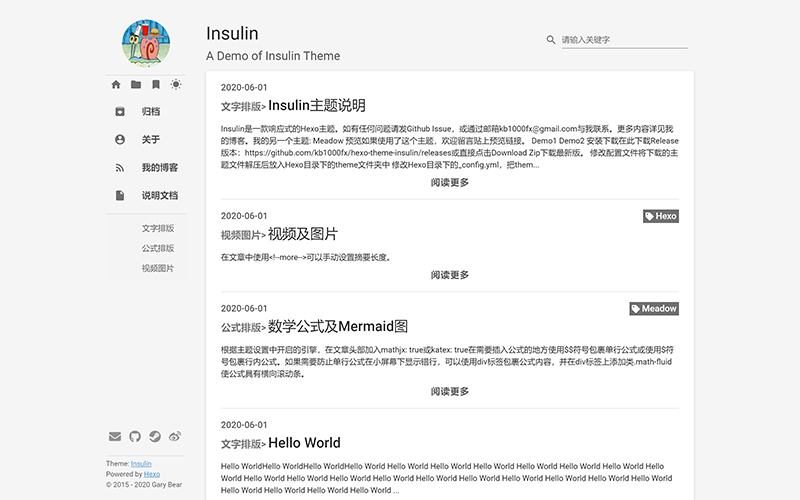 Insulin
A Demo of Insulin Theme
请输入关键字
归档
关于
我的博客
说明文档
文字排版
公式排版
视频图片
2020-06-01
文字排版> Insulin主题说明
Insulin是一款响应式的Hexo主题。如有任何问题请发Github Issue，或通过邮箱kb1000fx@gmail.com与我联系。更多内容详见我
的博客。我的另一个主题: Meadow 预览如果使用了这个主题，欢迎留言贴上预览链接。 Demo1 Demo2 安装下载在此下载Release
版本：https://github.com/kb1000fx/hexo-theme-insulin/releases或直接点击Download Zip下载最新版。 修改配置文件将下载的主
题文件解压后放入Hexo目录下的theme文件夹中 修改Hexo目录下的_config.yml，把them...
阅读更多
2020-06-01
Hexo
视频图片> 视频及图片
在文章中使用<!--more-->可以手动设置摘要长度。
阅读更多
2020-06-01
Meadow
公式排版> 数学公式及Mermaid图
根据主题设置中开启的引擎，在文章头部加入mathjx: true或katex: true在需要插入公式的地方使用$$符号包裹单行公式或使用$符
号包裹行内公式。如果需要防止单行公式在小屏幕下显示错行，可以使用div标签包裹公式内容，并在div标签上添加类.math-fluid
使公式具有横向滚动条。
阅读更多
2020-06-01
文字排版> Hello World
Hello WorldHello WorldHello WorldHello World Hello World Hello World Hello World Hello World Hello World Hello World Hello
World Hello World Hello World Hello World Hello World Hello World Hello World Hello World Hello World Hello World Hello World
Hello World Hello World Hello World Hello World ...
Theme: Insulin
Powered by Hexo
© 2015 - 2020 Gary Bear